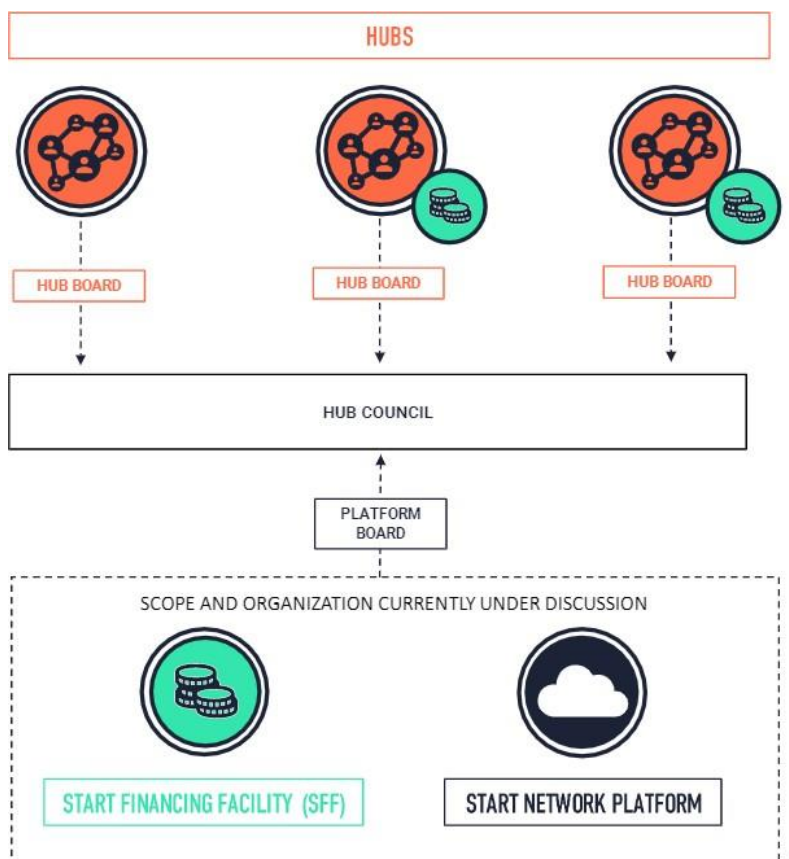 HUBS
HUB BOARD
HUB BOARD
HUB BOARD
HUB COUNCIL
PLATFORM
BOARD
SCOPE AND ORGANIZATION CURRENTLY UNDER DISCUSSION
START FINANCING FACILITY (SFF)
START NETWORK PLATFORM